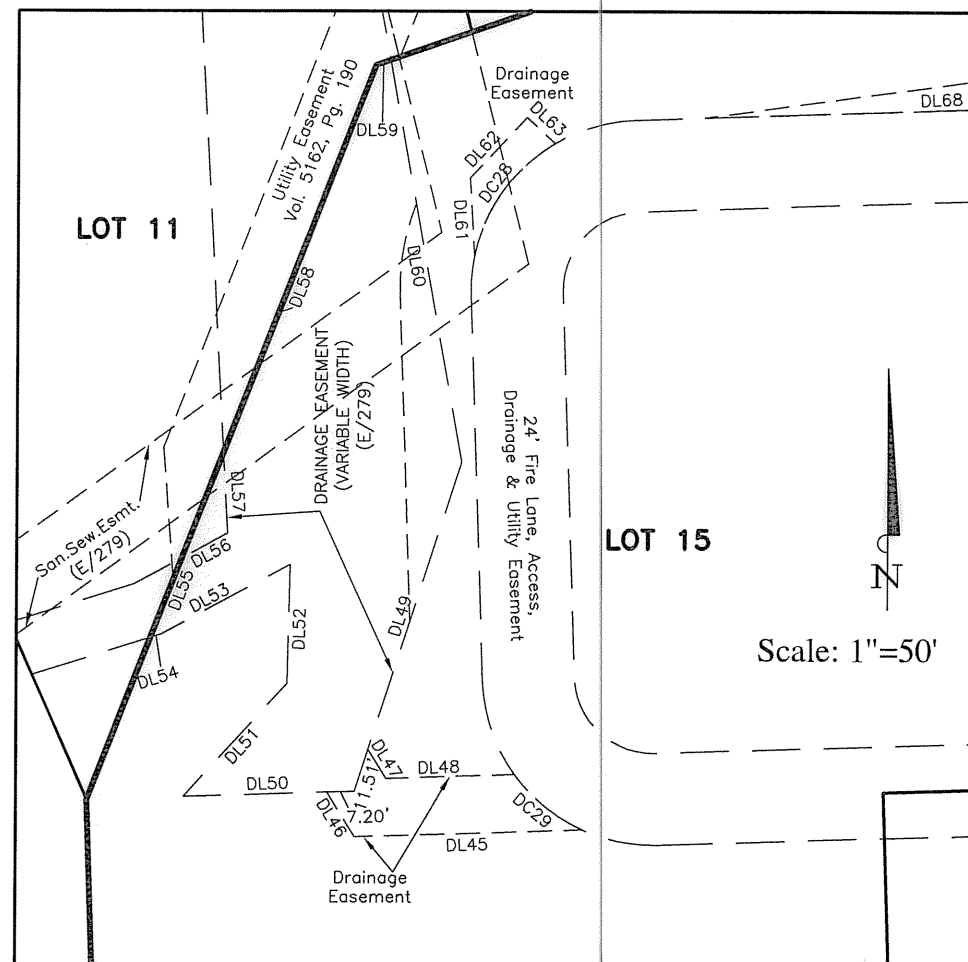 Drainage
Easement
DL68
DL63
DL62
DL59
Utility Easement
Vol. 5162, Pg. 190
DC28
LOT 11
DL61
DL60
DL58
DRAINAGE EASEMENT
(VARIABLE WIDTH)
(E/279)
24' Fire Lane, Access,
Drainage & Utility
Easement
DL57
San.Sew.Esmt.
(E/279)
DL56
LOT 15
DL55
DL53
N
DL52
DL49
Scale: 1"=50'
DL54
DL51
DL47
DL48
DL50
11.51'
7.20'
DL46
DC29
DL45
Drainage
Easement